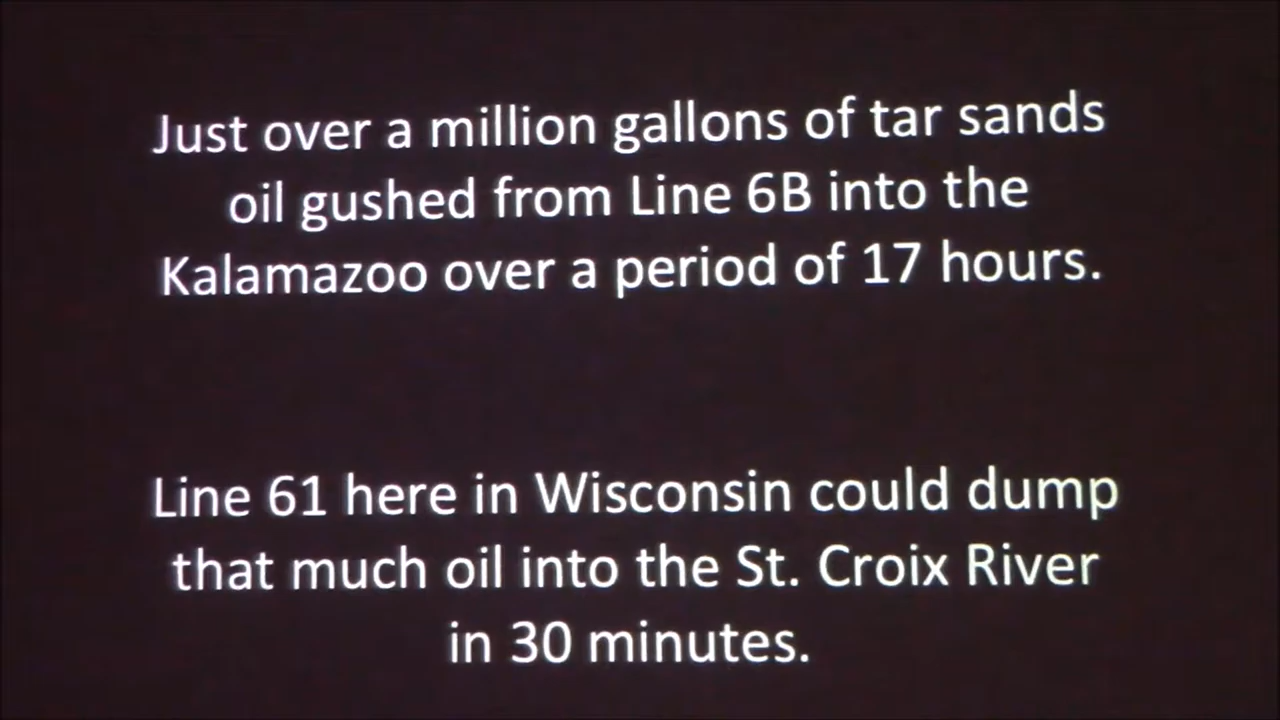 Just over a million gallons of tar sands
oil gushed from Line 6B into the
Kalamazoo over a period of 17 hours.
Line 61 here in Wisconsin could dump
that much oil into the St. Croix River
in 30 minutes.